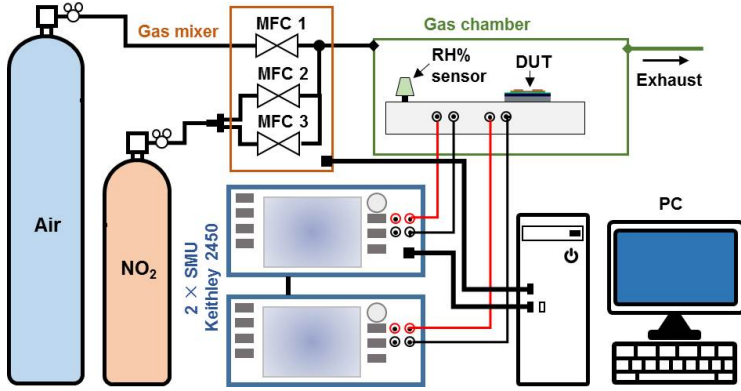 MFC 1
Gas mixer
MFC 2
MFC 3
Gas chamber
RH%
sensor
DUT
Exhaust
Air
NO₂
2 × SMU
Keithley 2450
PC